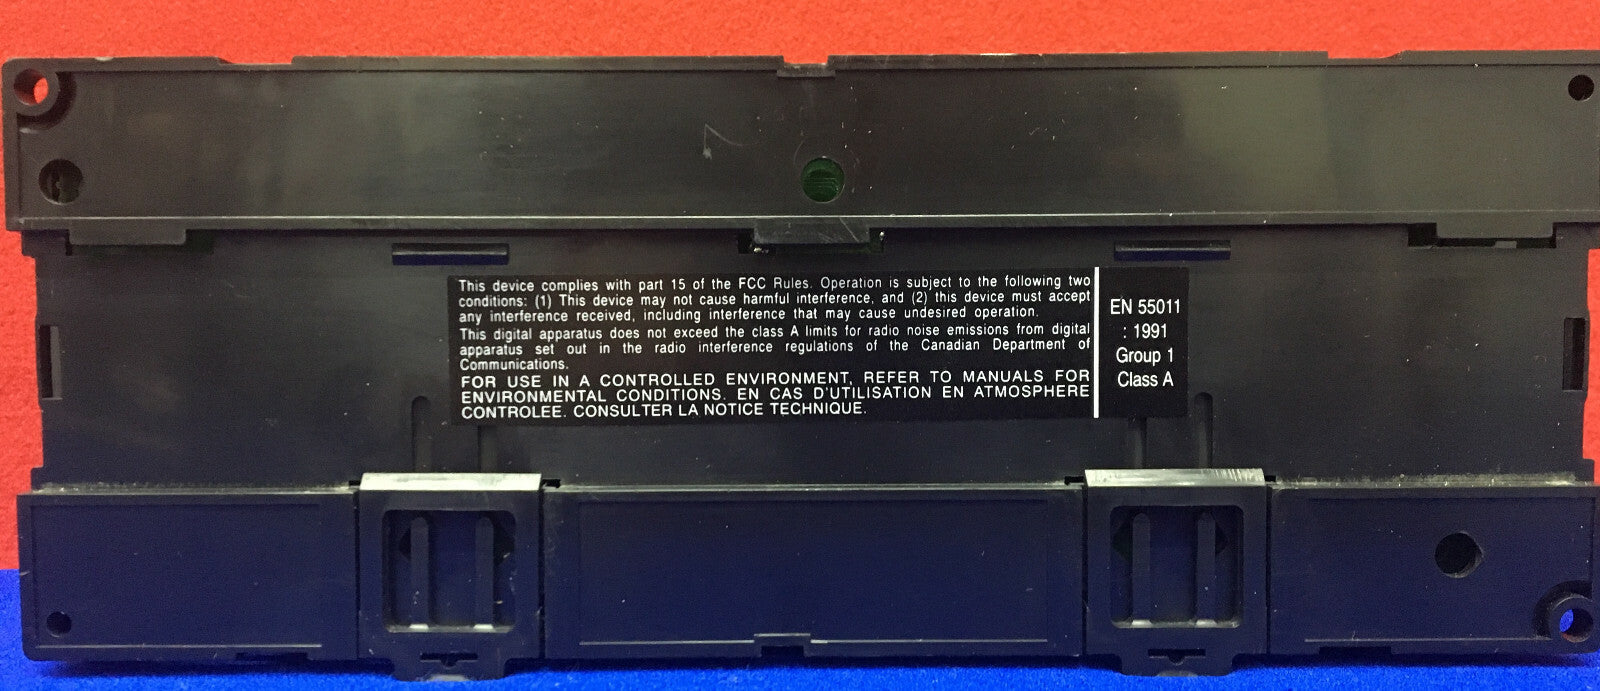 This device complies with part 15 of the FCC Rules. Operation is subject to the following two
conditions: (1) This device may not cause harmful interference, and (2) this device must accept
any interference received, including interference that may cause undesired operation.
This digital apparatus does not exceed the class A limits for radio noise emissions from digital
apparatus set out in the radio interference regulations of the Canadian Department of
Communications.
FOR USE IN A CONTROLLED ENVIRONMENT, REFER TO MANUALS FOR
ENVIRONMENTAL CONDITIONS. EN CAS D'UTILISATION EN ATMOSPHERE
CONTROLEE. CONSULTER LA NOTICE TECHNIQUE.
EN 55011
: 1991
Group 1
Class A